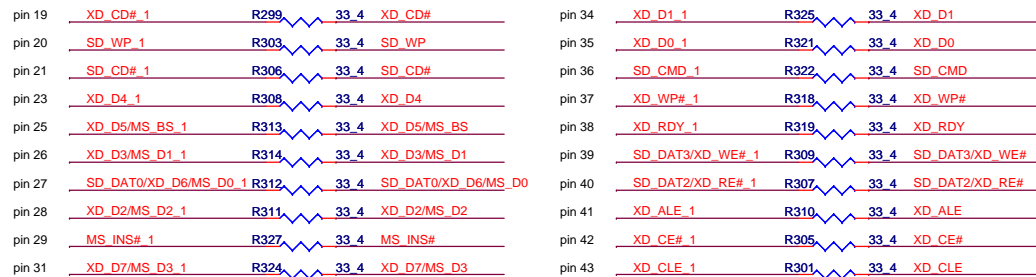 pin 19 XD_CD#_1 R299 33_4 XD_CD#
pin 20 SD_WP_1 R303 33_4 SD_WP
pin 21 SD_CD#_1 R306 33_4 SD_CD#
pin 23 XD_D4_1 R308 33_4 XD_D4
pin 25 XD_D5/MS_BS_1 R313 33_4 XD_D5/MS_BS
pin 26 XD_D3/MS_D1_1 R314 33_4 XD_D3/MS_D1
pin 27 SD_DAT0/XD_D6/MS_D0_1 R312 33_4 SD_DAT0/XD_D6/MS_D0
pin 28 XD_D2/MS_D2_1 R311 33_4 XD_D2/MS_D2
pin 29 MS_INS#_1 R327 33_4 MS_INS#
pin 31 XD_D7/MS_D3_1 R324 33_4 XD_D7/MS_D3
pin 34 XD_D1_1 R325 33_4 XD_D1
pin 35 XD_D0_1 R321 33_4 XD_D0
pin 36 SD_CMD_1 R322 33_4 SD_CMD
pin 37 XD_WP#_1 R318 33_4 XD_WP#
pin 38 XD_RDY_1 R319 33_4 XD_RDY
pin 39 SD_DAT3/XD_WE#_1 R309 33_4 SD_DAT3/XD_WE#
pin 40 SD_DAT2/XD_RE#_1 R307 33_4 SD_DAT2/XD_RE#
pin 41 XD_ALE_1 R310 33_4 XD_ALE
pin 42 XD_CE#_1 R305 33_4 XD_CE#
pin 43 XD_CLE_1 R301 33_4 XD_CLE